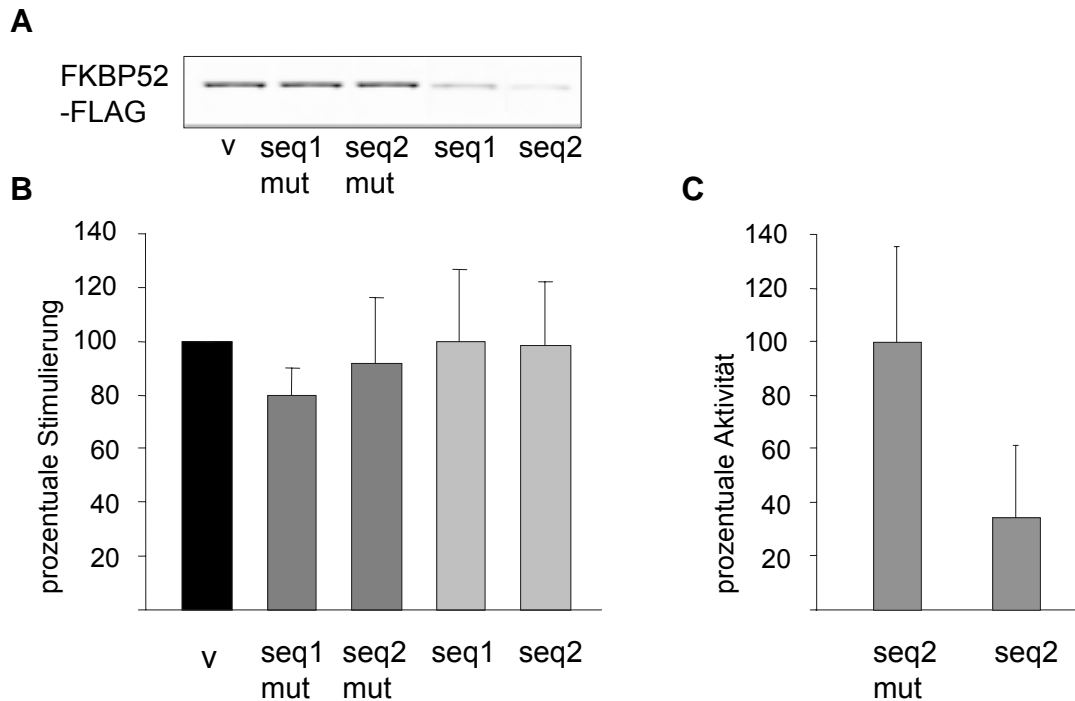 A
FKBP52
-FLAG
v seq1 seq2 seq1 seq2
mut mut
B
prozentuale Stimulierung
140
120
100
80
60
40
20
v seq1 seq2 seq1 seq2
mut mut
C
prozentuale Aktivität
140
120
100
80
60
40
20
seq2 seq2
mut